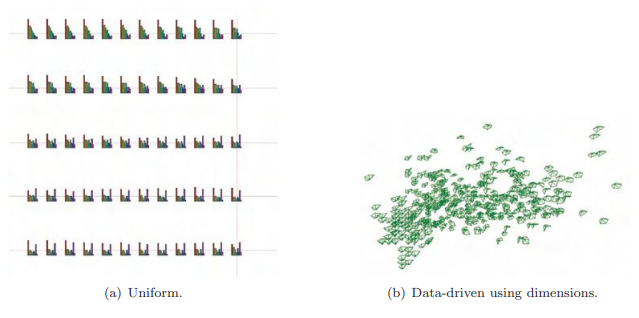 (a) Uniform.
(b) Data-driven using dimensions.